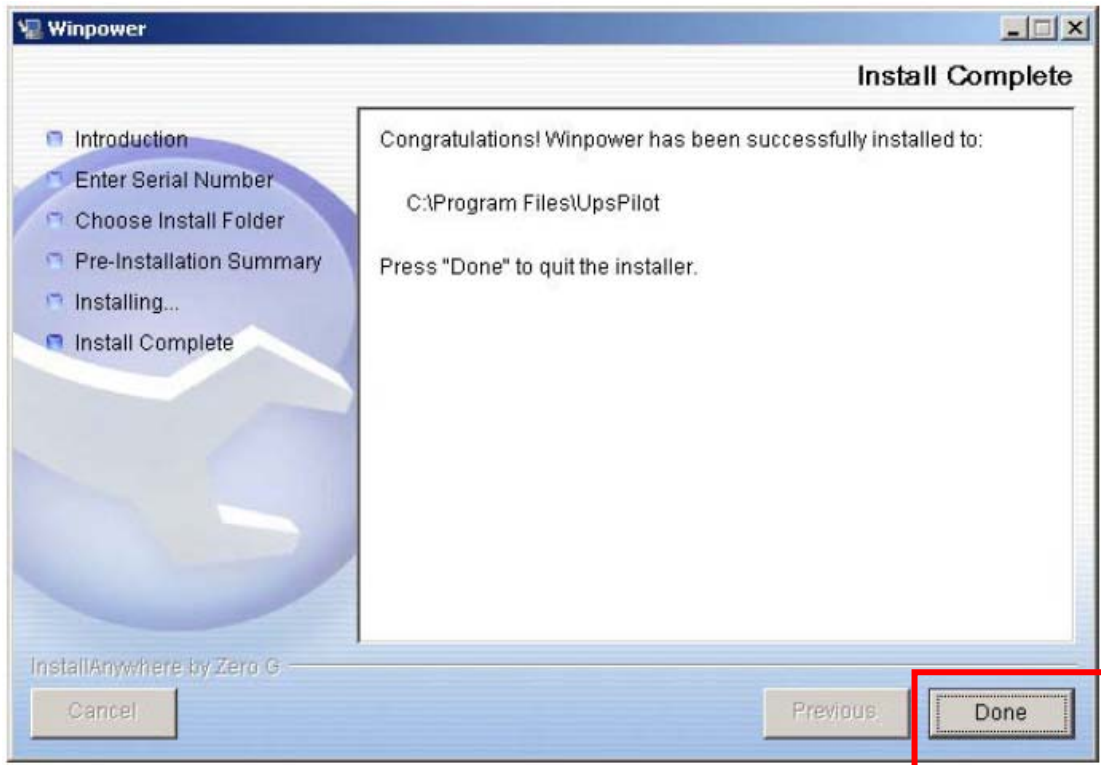 Winpower
Install Complete
Introduction
Enter Serial Number
Choose Install Folder
Pre-Installation Summary
Installing...
Install Complete
Congratulations! Winpower has been successfully installed to:
C:\Program Files\UpsPilot
Press "Done" to quit the installer.
InstallAnywhere by Zero G
Cancel
Previous
Done